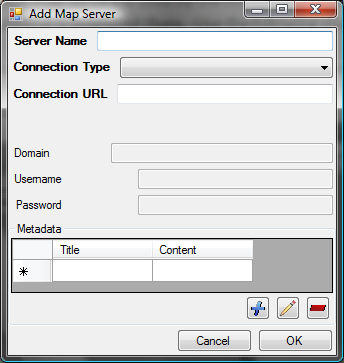 Add Map Server
Server Name
Connection Type
Connection URL
Domain
Username
Password
Metadata
Title Content
Cancel OK